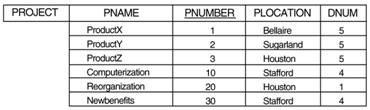 PROJECT PNAME PNUMBER PLOCATION DNUM
ProductX 1 Bellaire 5
ProductY 2 Sugarland 5
ProductZ 3 Houston 5
Computerization 10 Stafford 4
Reorganization 20 Houston 1
Newbenefits 30 Stafford 4